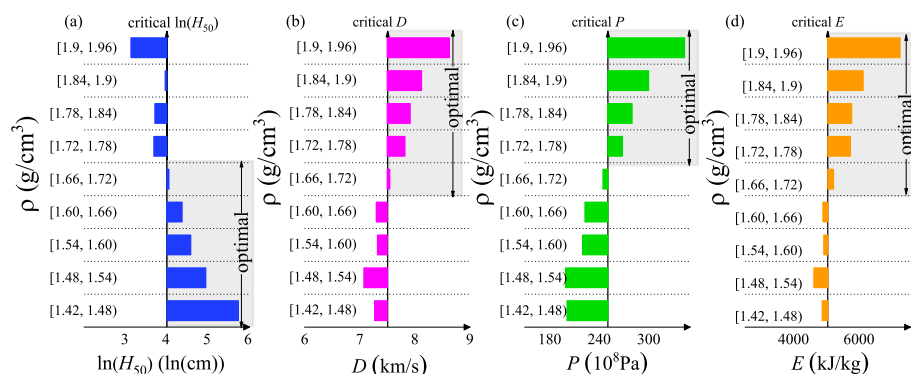 (a) critical ln(H50)
ρ (g/cm³)
[1.9, 1.96)
[1.84, 1.9)
[1.78, 1.84)
[1.72, 1.78)
[1.66, 1.72)
[1.60, 1.66)
[1.54, 1.60)
[1.48, 1.54)
[1.42, 1.48)
optimal
3 4 5 6
ln(H50) (ln(cm))
(b) critical D
ρ (g/cm³)
[1.9, 1.96)
[1.84, 1.9)
[1.78, 1.84)
[1.72, 1.78)
[1.66, 1.72)
[1.60, 1.66)
[1.54, 1.60)
[1.48, 1.54)
[1.42, 1.48)
optimal
6 7 8 9
D (km/s)
(c) critical P
ρ (g/cm³)
[1.9, 1.96)
[1.84, 1.9)
[1.78, 1.84)
[1.72, 1.78)
[1.66, 1.72)
[1.60, 1.66)
[1.54, 1.60)
[1.48, 1.54)
[1.42, 1.48)
optimal
180 240 300
P (10⁸Pa)
(d) critical E
ρ (g/cm³)
[1.9, 1.96)
[1.84, 1.9)
[1.78, 1.84)
[1.72, 1.78)
[1.66, 1.72)
[1.60, 1.66)
[1.54, 1.60)
[1.48, 1.54)
[1.42, 1.48)
optimal
4000 6000
E (kJ/kg)